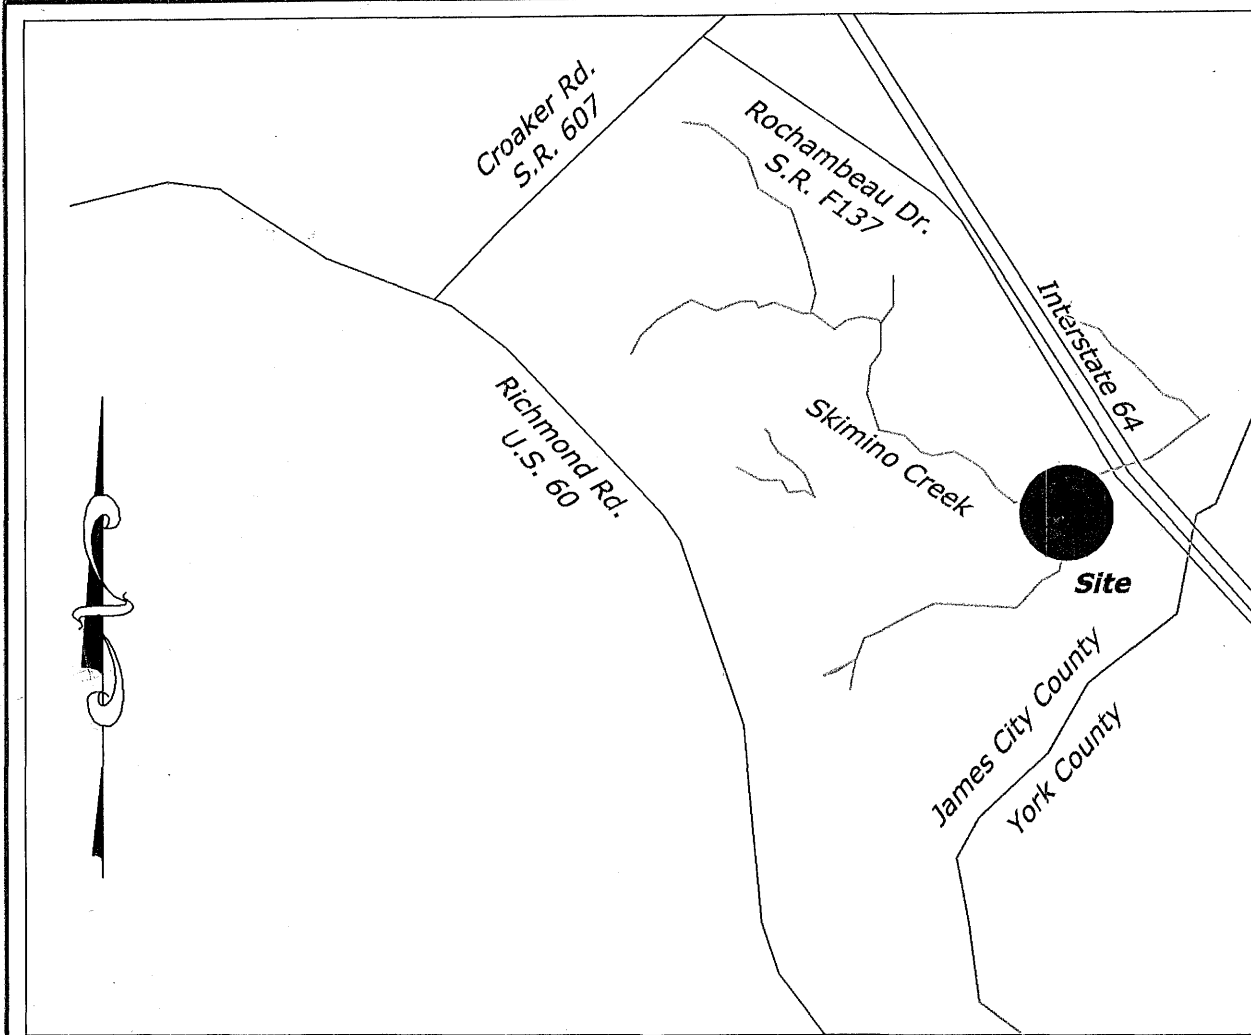 Croaker Rd.
S.R. 607
Rochambeau Dr.
S.R. F137
Interstate 64
Richmond Rd.
U.S. 60
Skimino Creek
Site
James City County
York County